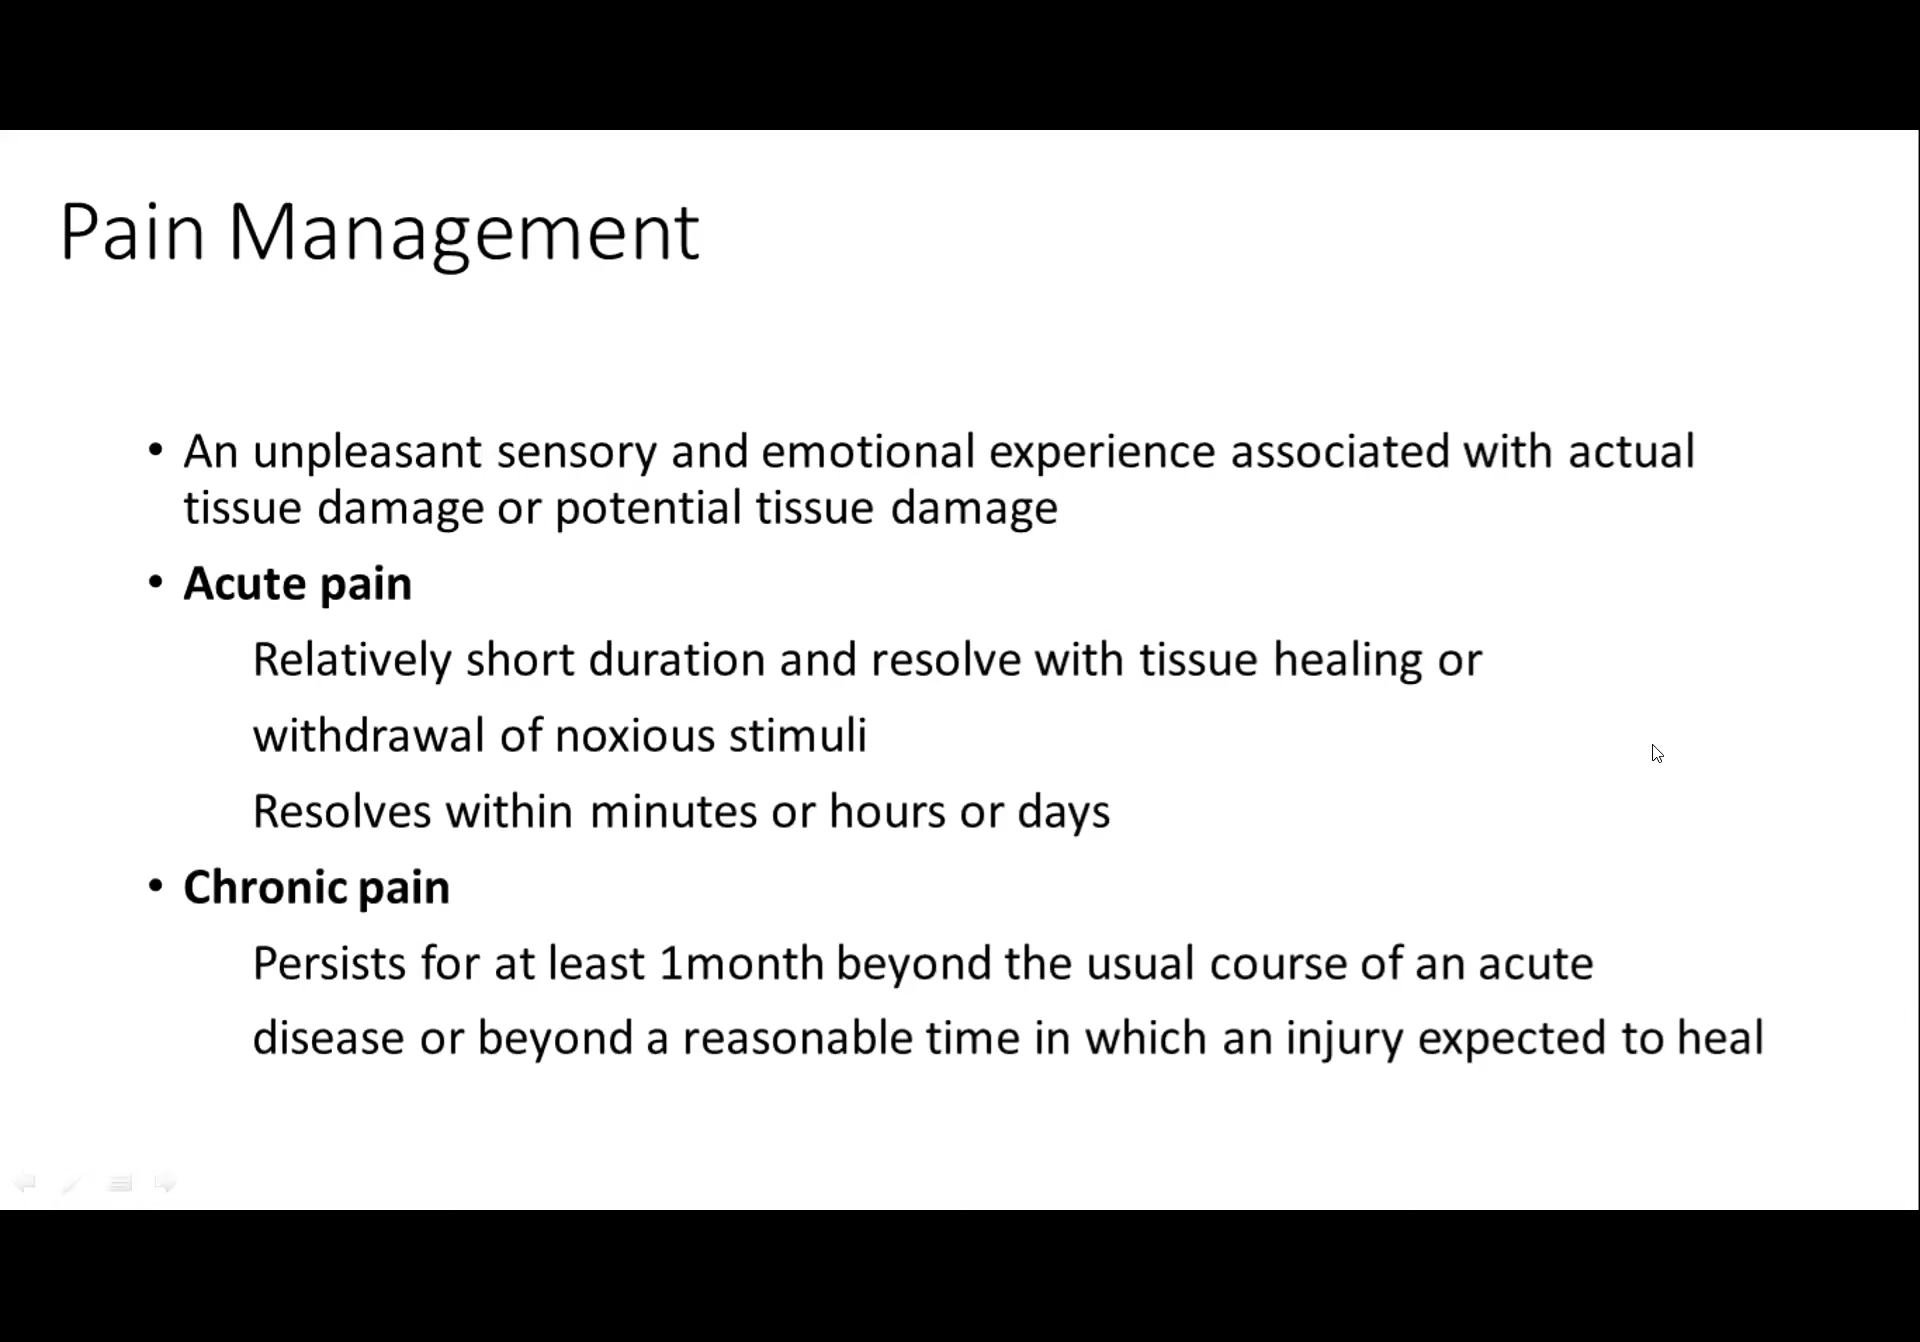 Pain Management
• An unpleasant sensory and emotional experience associated with actual
tissue damage or potential tissue damage
• Acute pain
Relatively short duration and resolve with tissue healing or
withdrawal of noxious stimuli
Resolves within minutes or hours or days
• Chronic pain
Persists for at least 1month beyond the usual course of an acute
disease or beyond a reasonable time in which an injury expected to heal